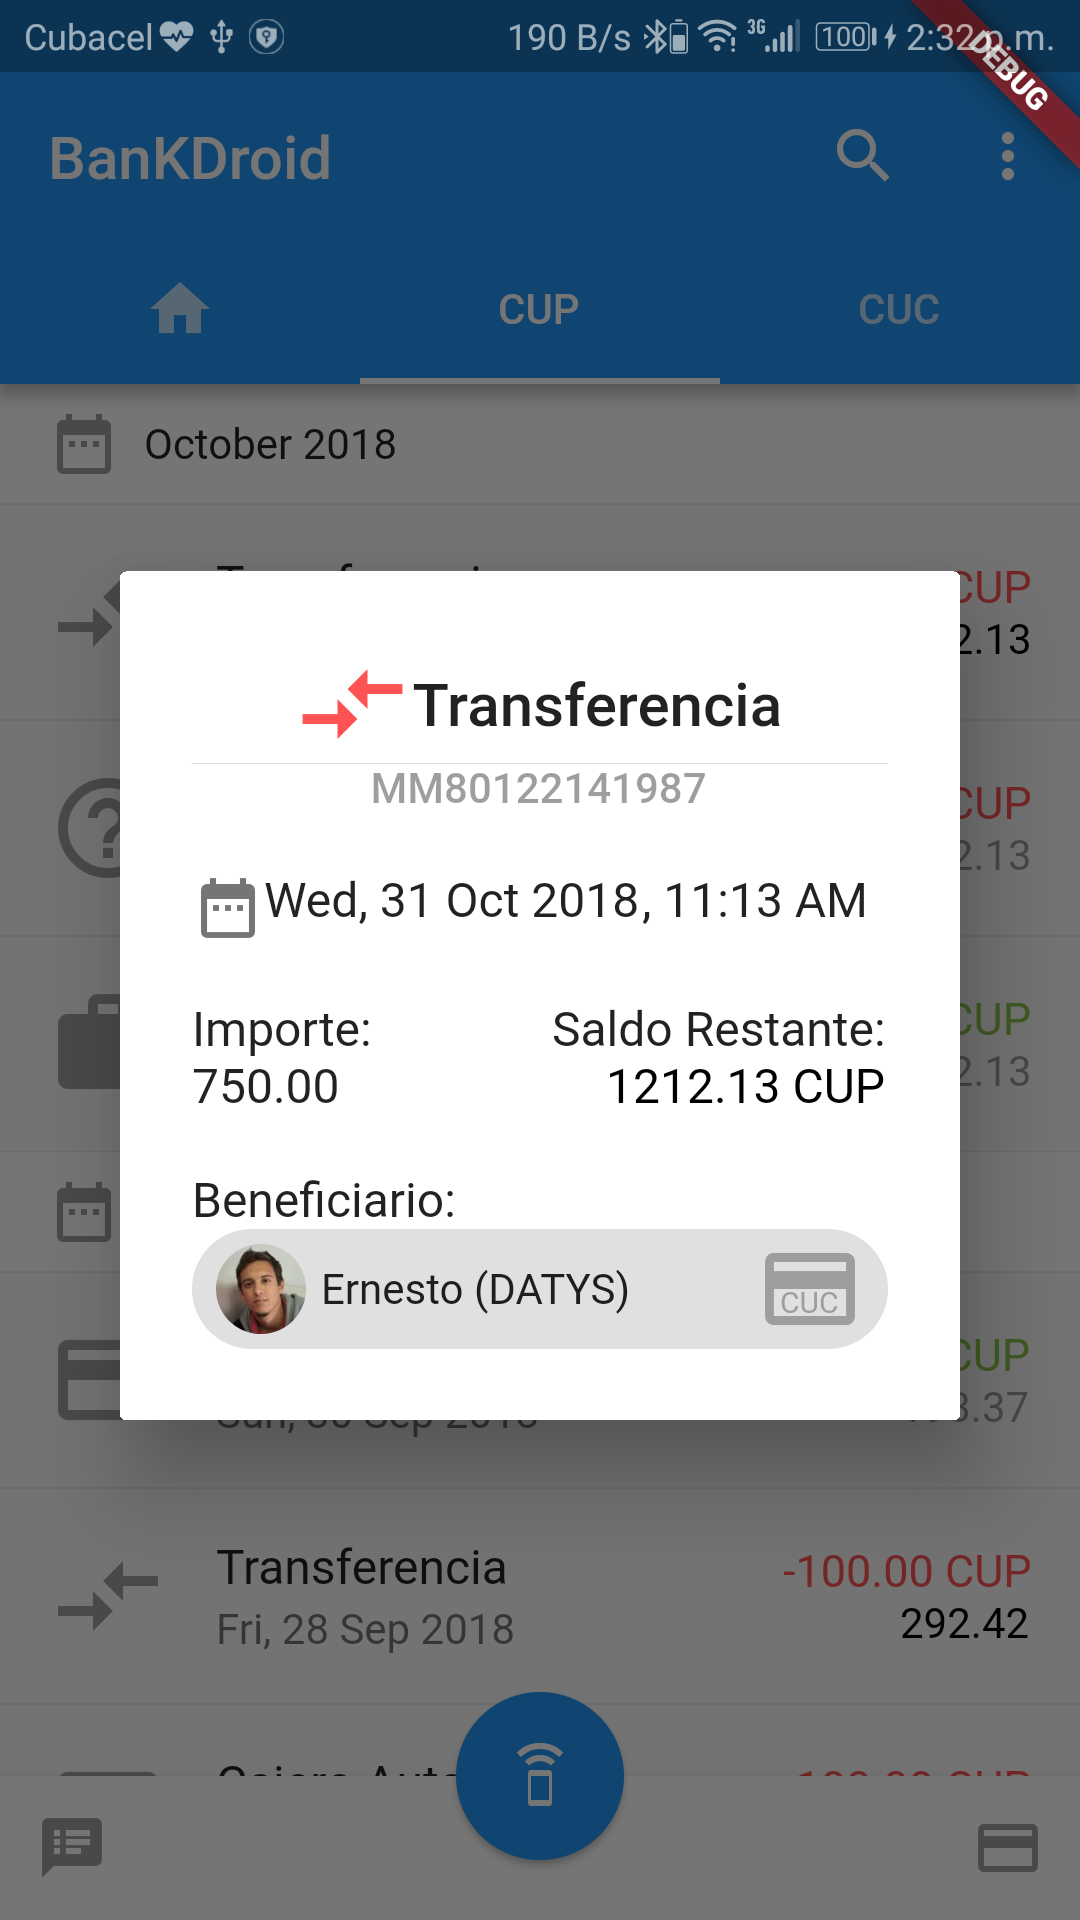 Cubacel 190 B/s 3G 100 2:32 p.m.
DEBUG
BanKDroid
CUP CUC
October 2018
CUP
2.13
Transferencia
MM80122141987
CUP
2.13
Wed, 31 Oct 2018, 11:13 AM
Importe: Saldo Restante:
750.00 1212.13 CUP
CUP
2.13
Beneficiario:
Ernesto (DATYS) CUC
CUP
3.37
Transferencia -100.00 CUP
Fri, 28 Sep 2018 292.42